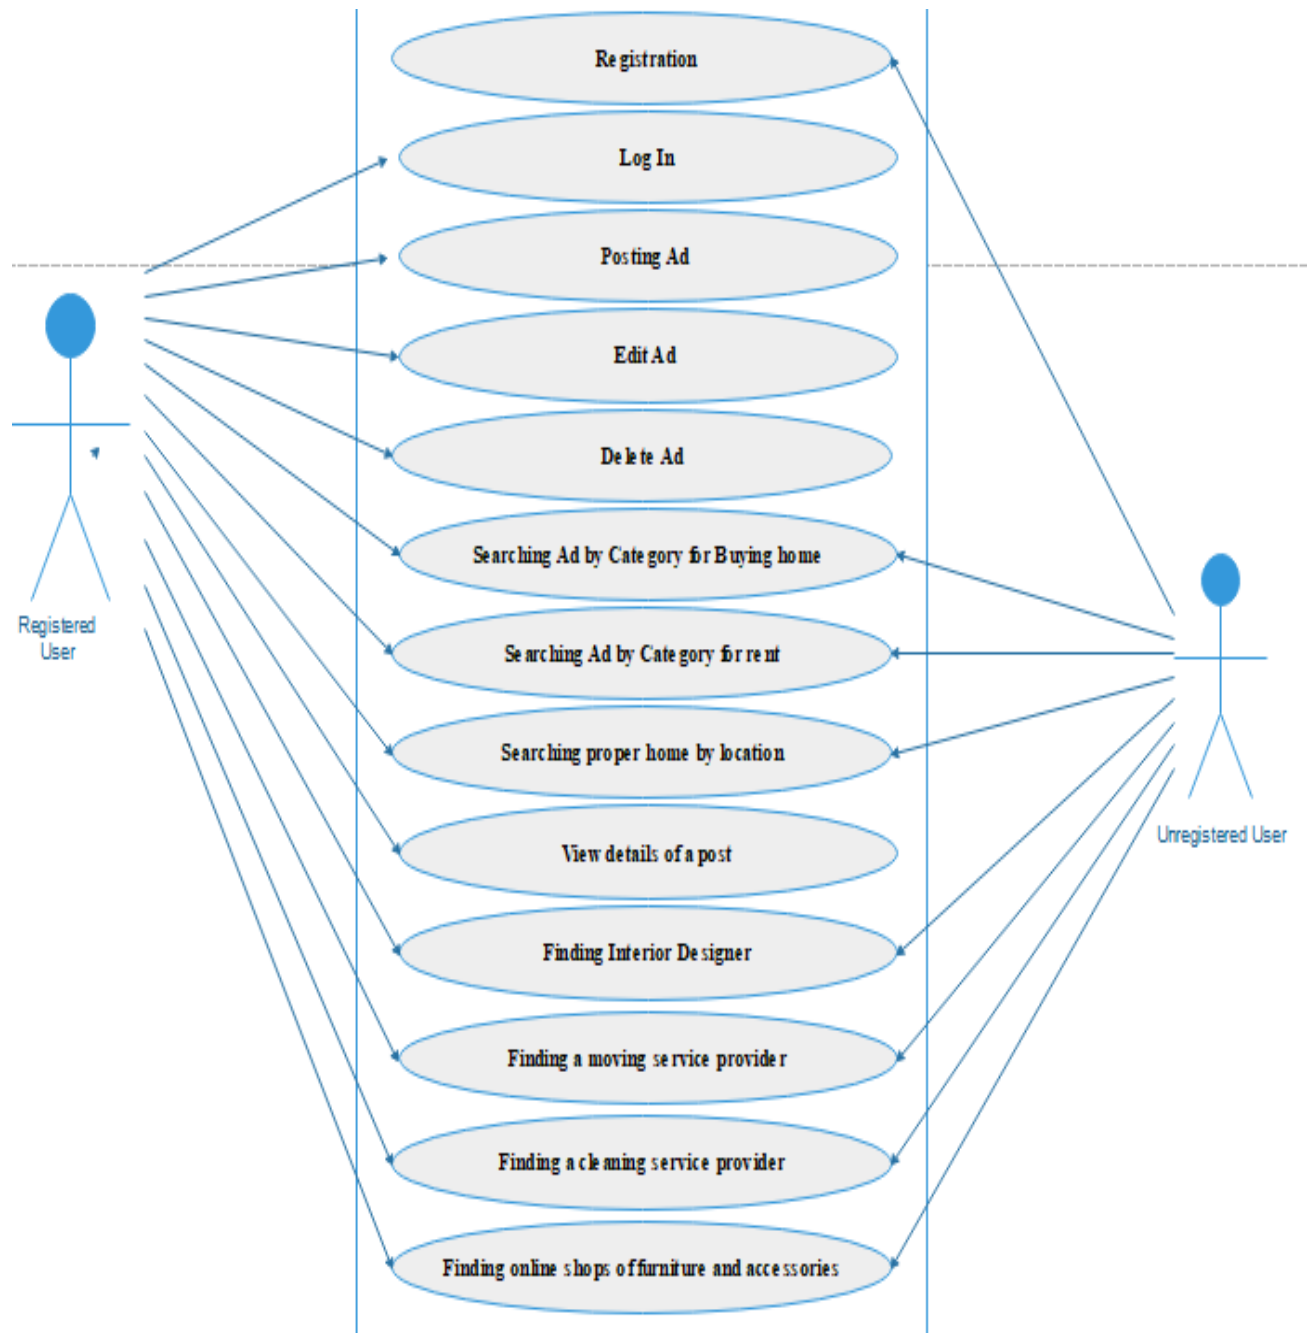 Registration
Log In
Posting Ad
Edit Ad
Delete Ad
Searching Ad by Category for Buying home
Searching Ad by Category for rent
Searching proper home by location
View details of a post
Finding Interior Designer
Finding a moving service provider
Finding a cleaning service provider
Finding online shops of furniture and accessories
Registered
User
Unregistered User